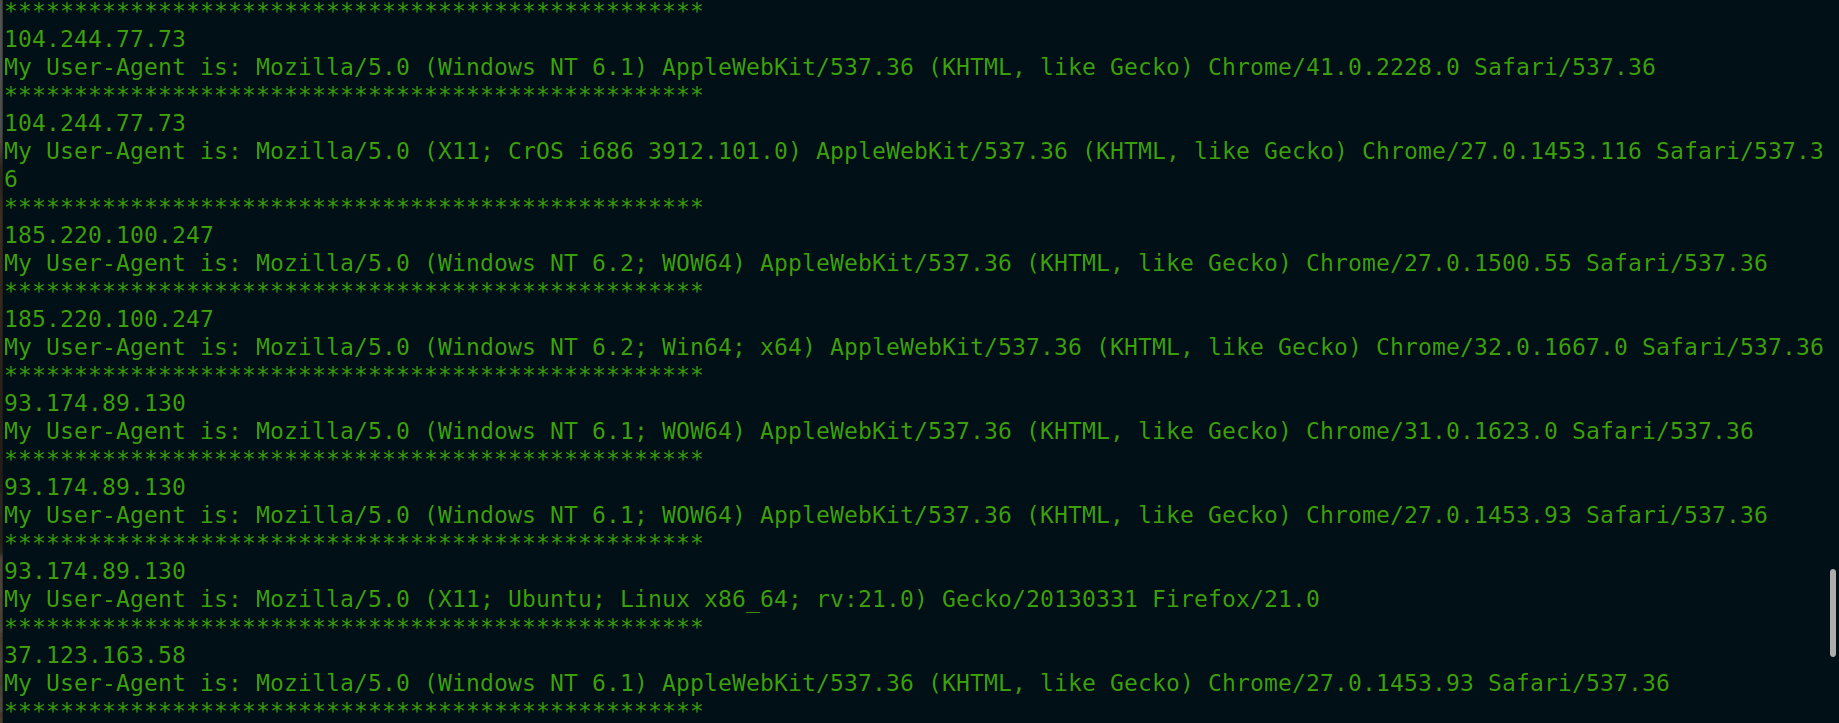 **************************************************
104.244.77.73
My User-Agent is: Mozilla/5.0 (Windows NT 6.1) AppleWebKit/537.36 (KHTML, like Gecko) Chrome/41.0.2228.0 Safari/537.36
**************************************************
104.244.77.73
My User-Agent is: Mozilla/5.0 (X11; CrOS i686 3912.101.0) AppleWebKit/537.36 (KHTML, like Gecko) Chrome/27.0.1453.116 Safari/537.3
6
**************************************************
185.220.100.247
My User-Agent is: Mozilla/5.0 (Windows NT 6.2; WOW64) AppleWebKit/537.36 (KHTML, like Gecko) Chrome/27.0.1500.55 Safari/537.36
**************************************************
185.220.100.247
My User-Agent is: Mozilla/5.0 (Windows NT 6.2; Win64; x64) AppleWebKit/537.36 (KHTML, like Gecko) Chrome/32.0.1667.0 Safari/537.36
**************************************************
93.174.89.130
My User-Agent is: Mozilla/5.0 (Windows NT 6.1; WOW64) AppleWebKit/537.36 (KHTML, like Gecko) Chrome/31.0.1623.0 Safari/537.36
**************************************************
93.174.89.130
My User-Agent is: Mozilla/5.0 (Windows NT 6.1; WOW64) AppleWebKit/537.36 (KHTML, like Gecko) Chrome/27.0.1453.93 Safari/537.36
**************************************************
93.174.89.130
My User-Agent is: Mozilla/5.0 (X11; Ubuntu; Linux x86_64; rv:21.0) Gecko/20130331 Firefox/21.0
**************************************************
37.123.163.58
My User-Agent is: Mozilla/5.0 (Windows NT 6.1) AppleWebKit/537.36 (KHTML, like Gecko) Chrome/27.0.1453.93 Safari/537.36
**************************************************